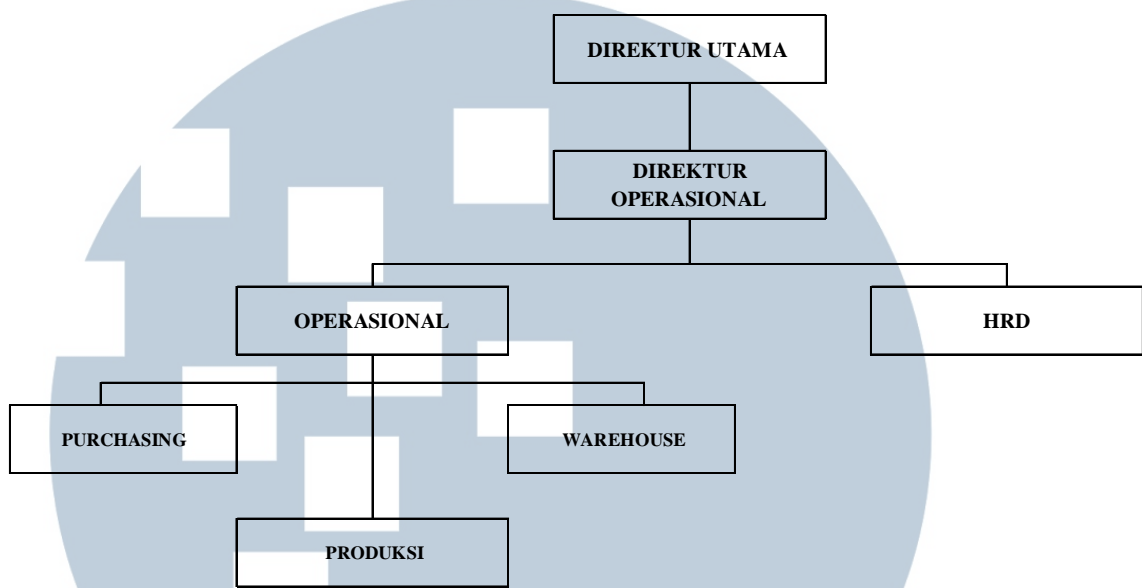 DIREKTUR UTAMA
DIREKTUR
OPERASIONAL
OPERASIONAL
HRD
PURCHASING
WAREHOUSE
PRODUKSI